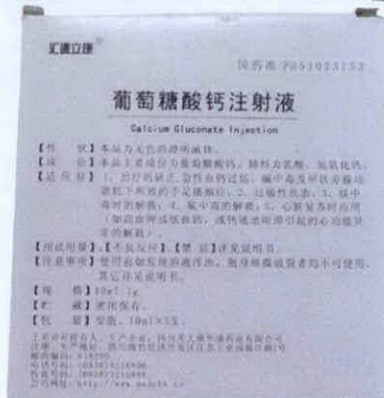 汇德立康®
国药准字H51023153
葡萄糖酸钙注射液
Calcium Gluconate Injection
【性 状】本品为无色的澄明液体。
【成 份】本品主要成份为葡萄糖酸钙，辅料为乳酸、氢氧化钙。
【适应症】1、治疗钙缺乏,急性血钙过低、碱中毒及甲状旁腺功
能低下所致的手足搐搦症；2、过敏性疾患；3、镁中
毒时的解救；4、氟中毒的解救；5、心脏复苏时应用
（如高血钾或低血钙，或钙通道阻滞引起的心功能异
常的解救）。
【用法用量】、【不良反应】、【禁 忌】详见说明书。
【注意事项】使用前如发现溶液浑浊、瓶身细微破裂者均不可使用。
其它详见说明书。
【规 格】10ml:1g
【贮 藏】密闭保存。
【包 装】安瓿，10ml×5支。